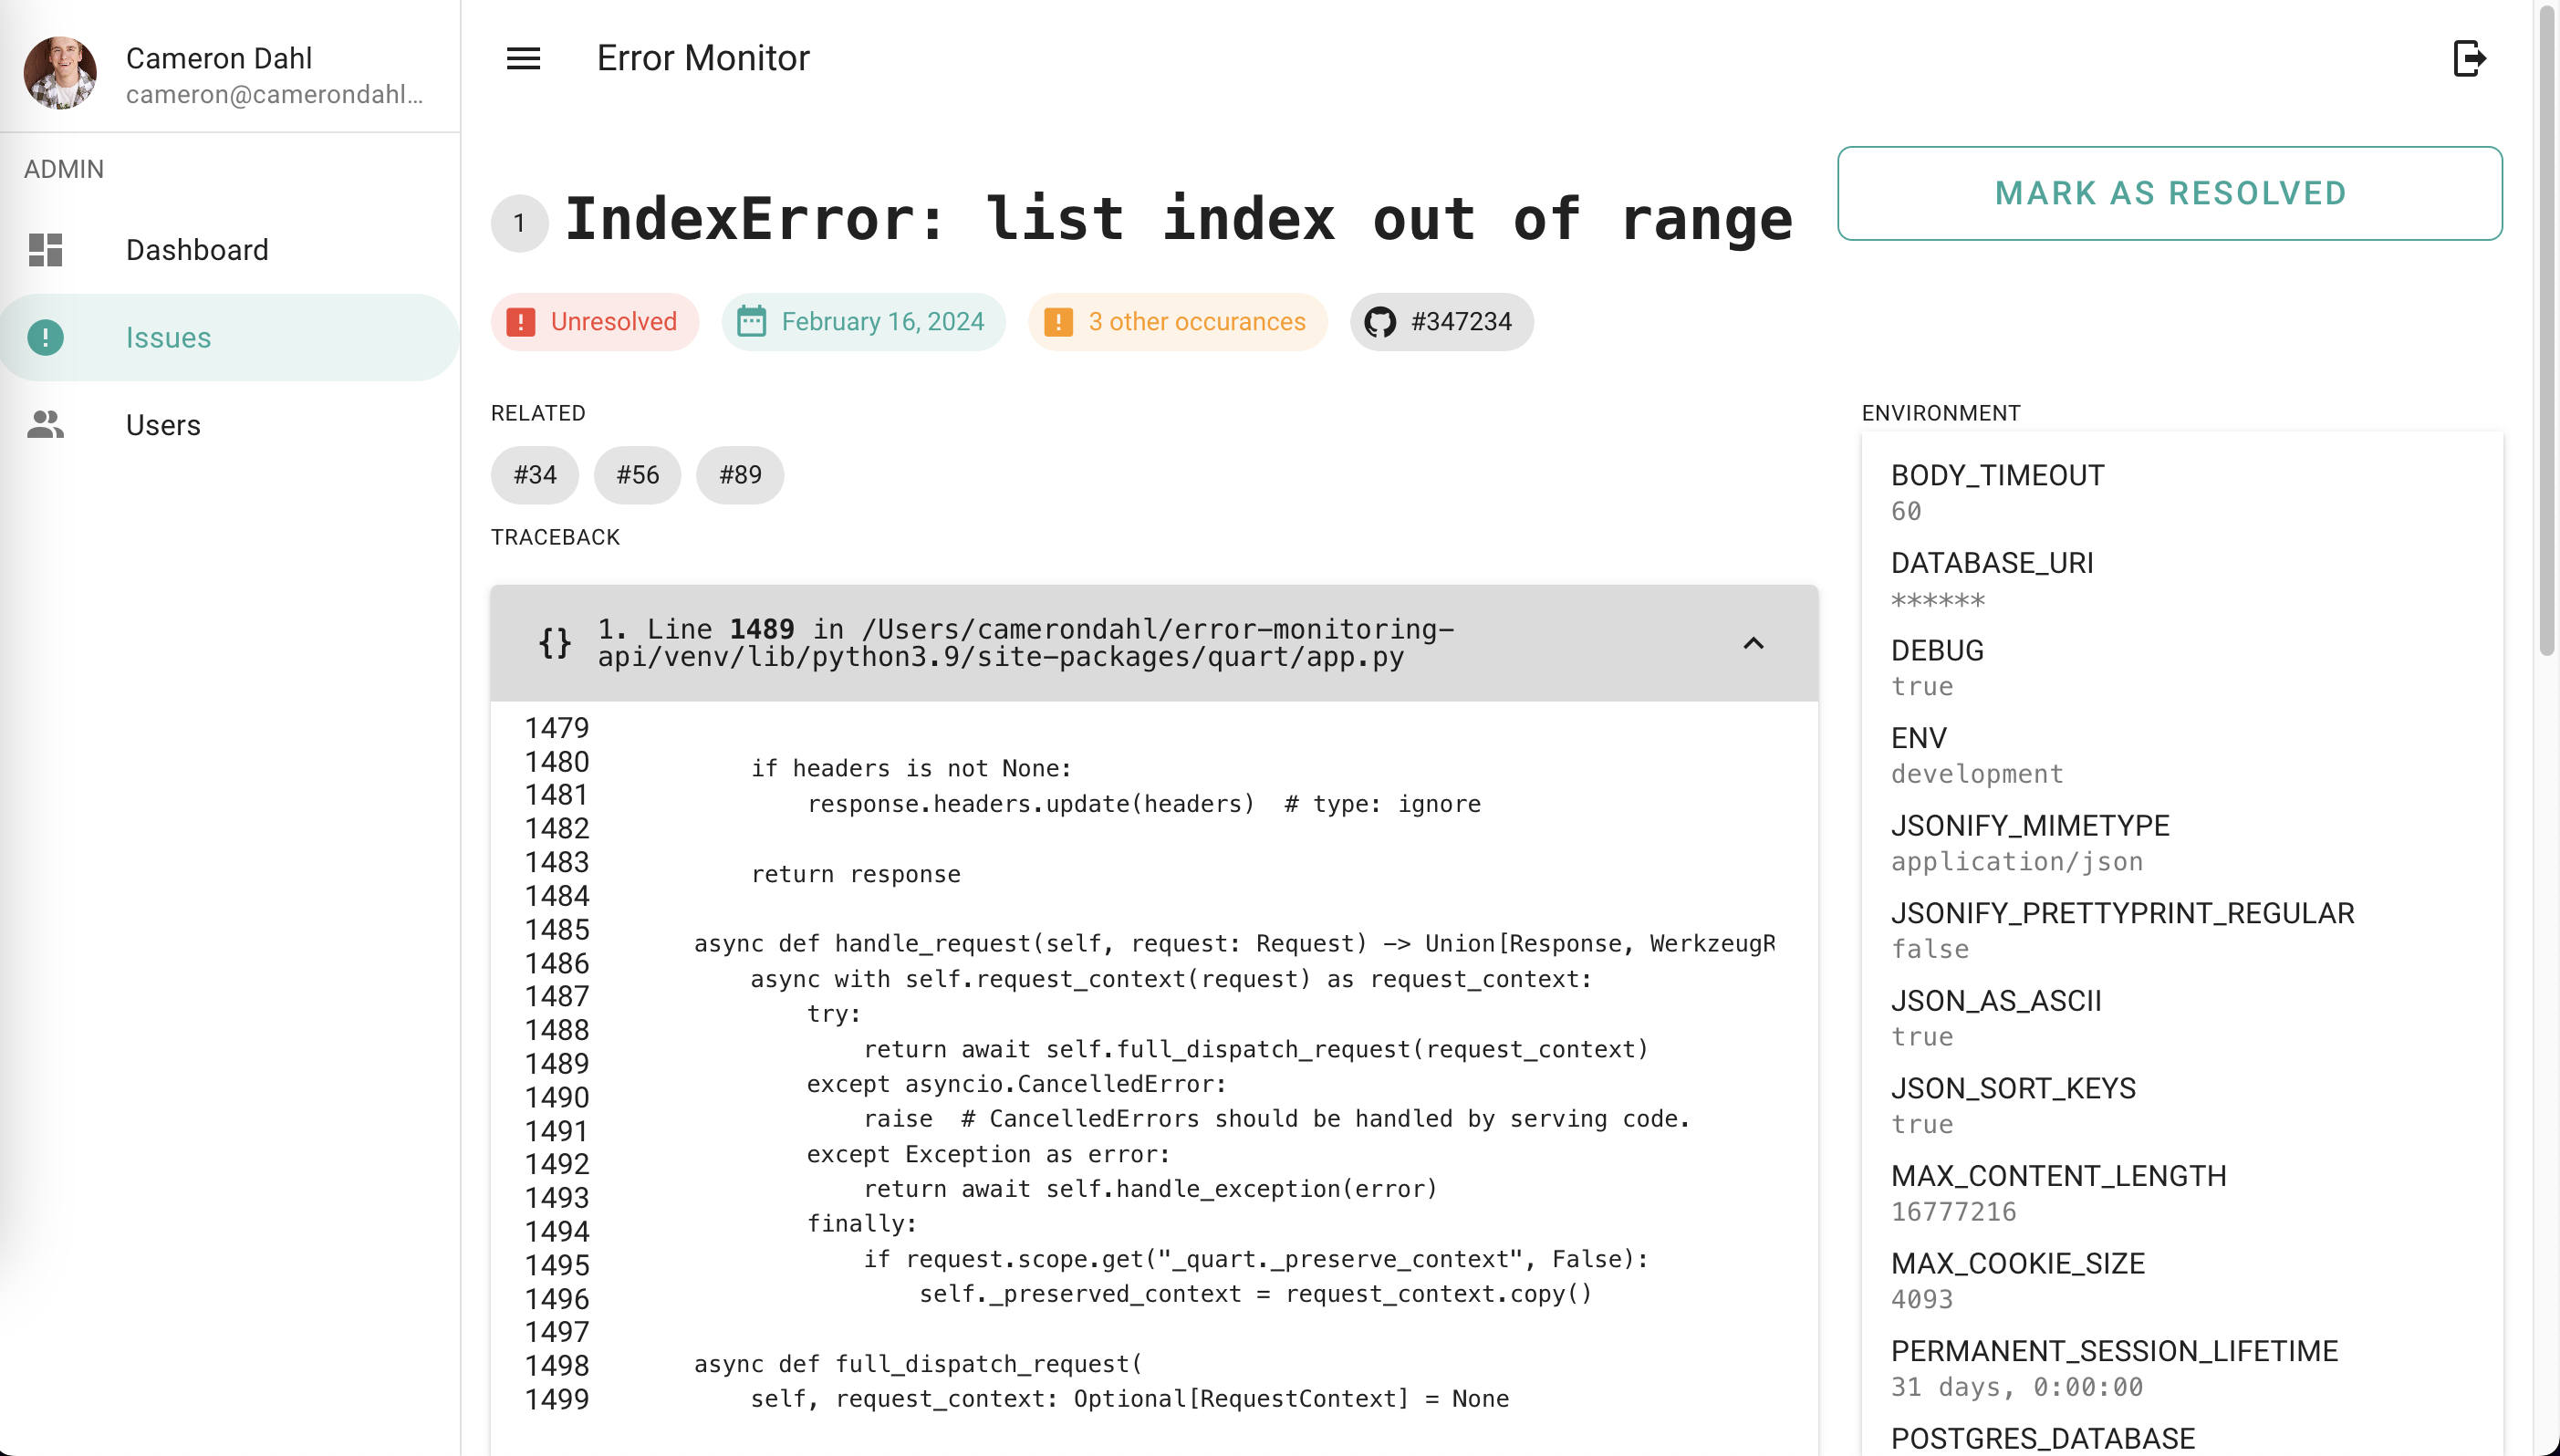 Cameron Dahl
cameron@camerondahl...
ADMIN
Dashboard
Issues
Users
Error Monitor
1 IndexError: list index out of range
MARK AS RESOLVED
Unresolved
February 16, 2024
3 other occurances
#347234
RELATED
#34
#56
#89
TRACEBACK
{} 1. Line 1489 in /Users/camerondahl/error-monitoring-
api/venv/lib/python3.9/site-packages/quart/app.py
1479
1480 if headers is not None:
1481 response.headers.update(headers)  # type: ignore
1482
1483 return response
1484
1485 async def handle_request(self, request: Request) -> Union[Response, WerkzeugR
1486 async with self.request_context(request) as request_context:
1487 try:
1488 return await self.full_dispatch_request(request_context)
1489 except asyncio.CancelledError:
1490 raise  # CancelledErrors should be handled by serving code.
1491 except Exception as error:
1492 return await self.handle_exception(error)
1493 finally:
1494 if request.scope.get("_quart._preserve_context", False):
1495 self._preserved_context = request_context.copy()
1496
1497 async def full_dispatch_request(
1498 self, request_context: Optional[RequestContext] = None
1499
ENVIRONMENT
BODY_TIMEOUT
60
DATABASE_URI
******
DEBUG
true
ENV
development
JSONIFY_MIMETYPE
application/json
JSONIFY_PRETTYPRINT_REGULAR
false
JSON_AS_ASCII
true
JSON_SORT_KEYS
true
MAX_CONTENT_LENGTH
16777216
MAX_COOKIE_SIZE
4093
PERMANENT_SESSION_LIFETIME
31 days, 0:00:00
POSTGRES_DATABASE